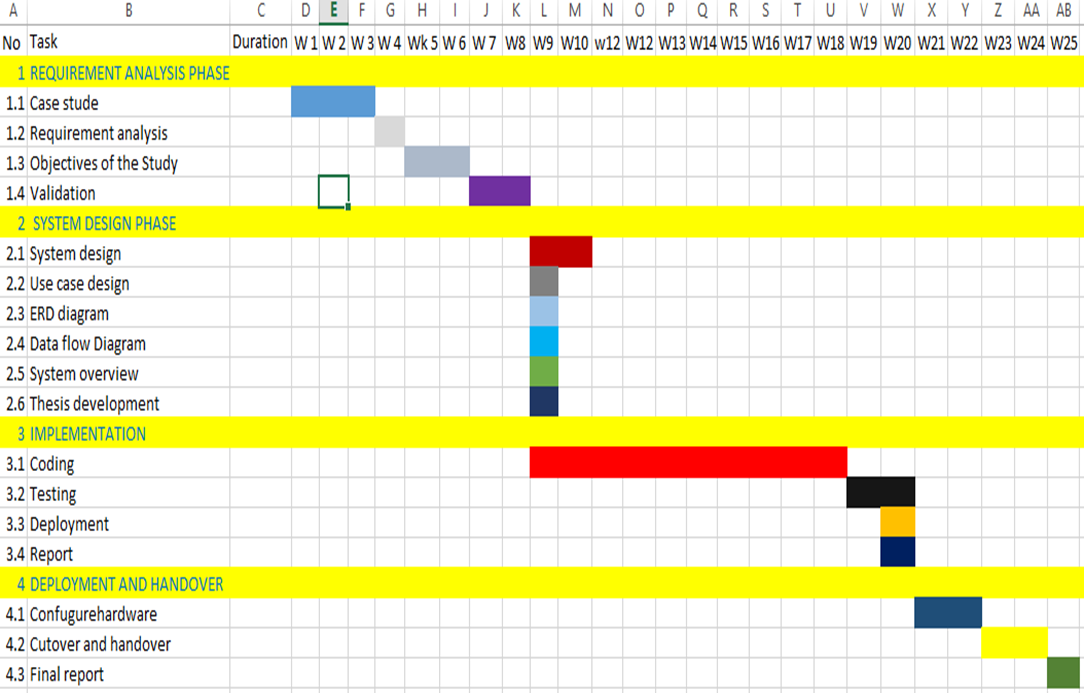 A B C D E F G H I J K L M N O P Q R S T U V W X Y Z AA AB
No Task Duration W 1 W 2 W 3 W 4 Wk 5 W 6 W 7 W8 W9 W10 w12 W12 W13 W14 W15 W16 W17 W18 W19 W20 W21 W22 W23 W24 W25
1 REQUIREMENT ANALYSIS PHASE
1.1 Case stude
1.2 Requirement analysis
1.3 Objectives of the Study
1.4 Validation
2 SYSTEM DESIGN PHASE
2.1 System design
2.2 Use case design
2.3 ERD diagram
2.4 Data flow Diagram
2.5 System overview
2.6 Thesis development
3 IMPLEMENTATION
3.1 Coding
3.2 Testing
3.3 Deployment
3.4 Report
4 DEPLOYMENT AND HANDOVER
4.1 Confugurehardware
4.2 Cutover and handover
4.3 Final report